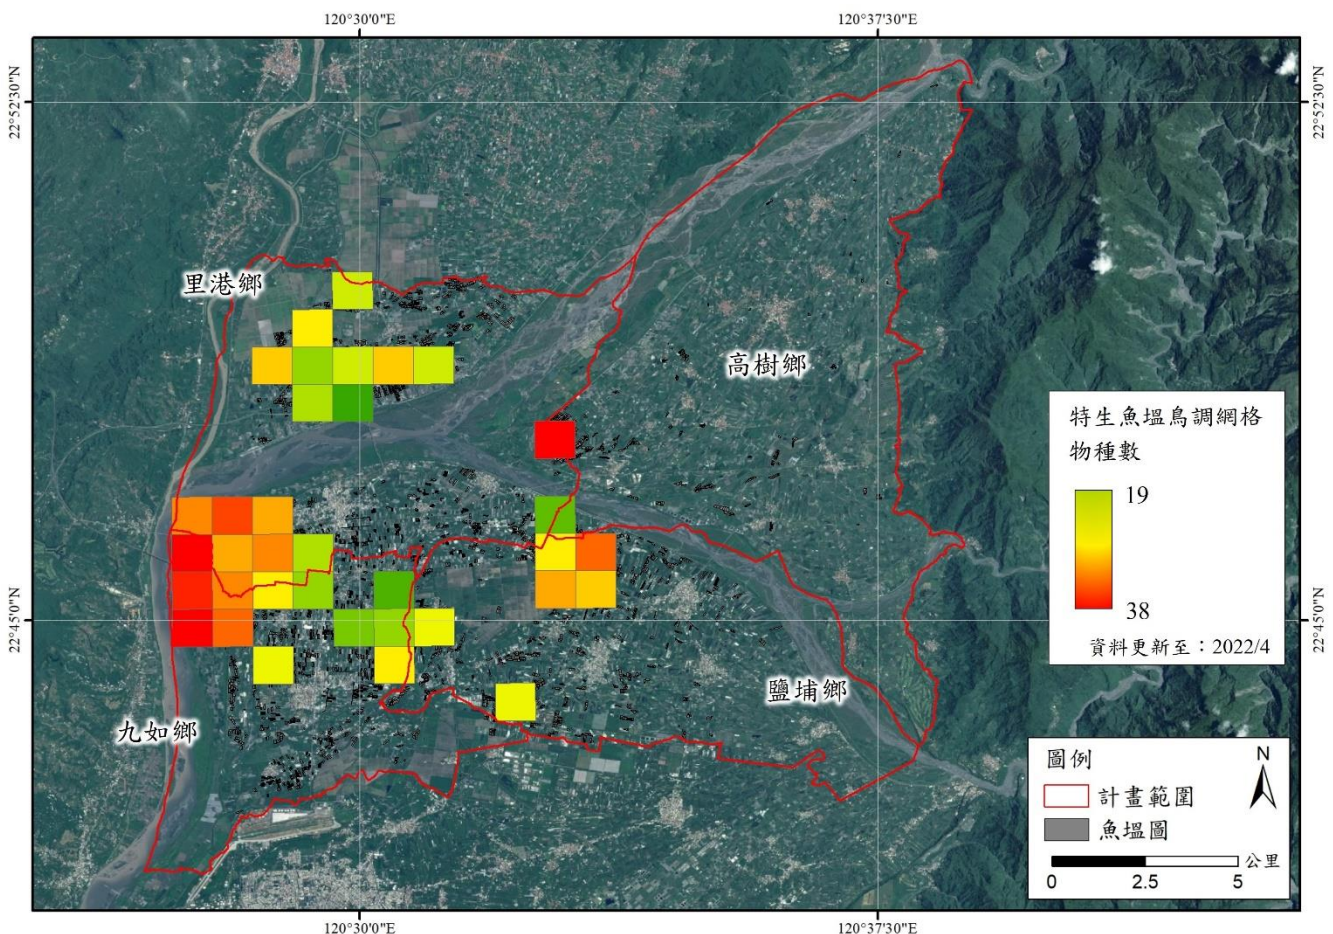 120°30'0"E
120°37'30"E
22°52'30"N
22°52'30"N
里港鄉
高樹鄉
特生魚塭鳥調網格
物種數
19
38
資料更新至：2022/4
22°45'0"N
22°45'0"N
鹽埔鄉
九如鄉
圖例
N
計畫範圍
魚塭圖
公里
0
2.5
5
120°30'0"E
120°37'30"E